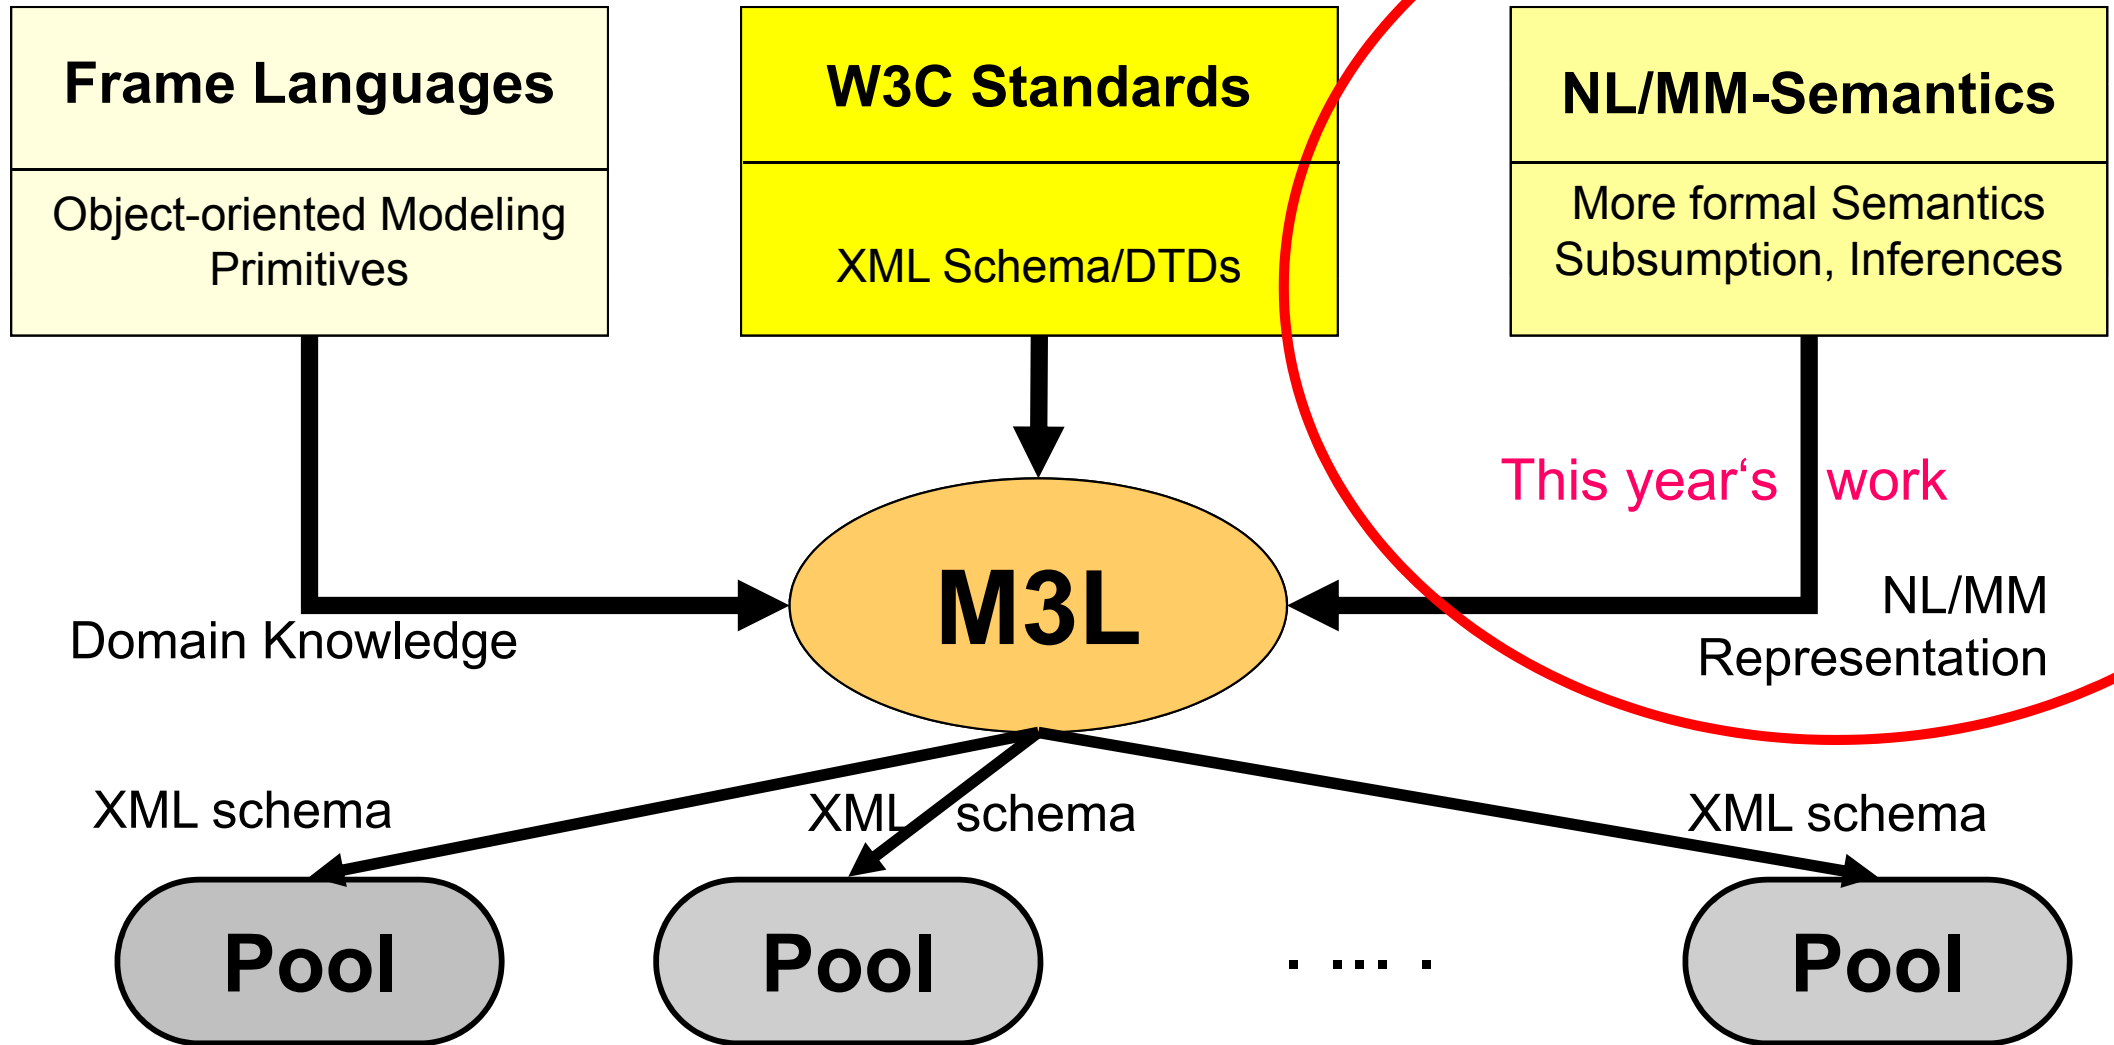 Frame Languages
Object-oriented Modeling
Primitives
W3C Standards
XML Schema/DTDs
NL/MM-Semantics
More formal Semantics
Subsumption, Inferences
This year‘s work
M3L
Domain Knowledge
NL/MM
Representation
XML schema
XML schema
XML schema
Pool
Pool
. ... .
Pool